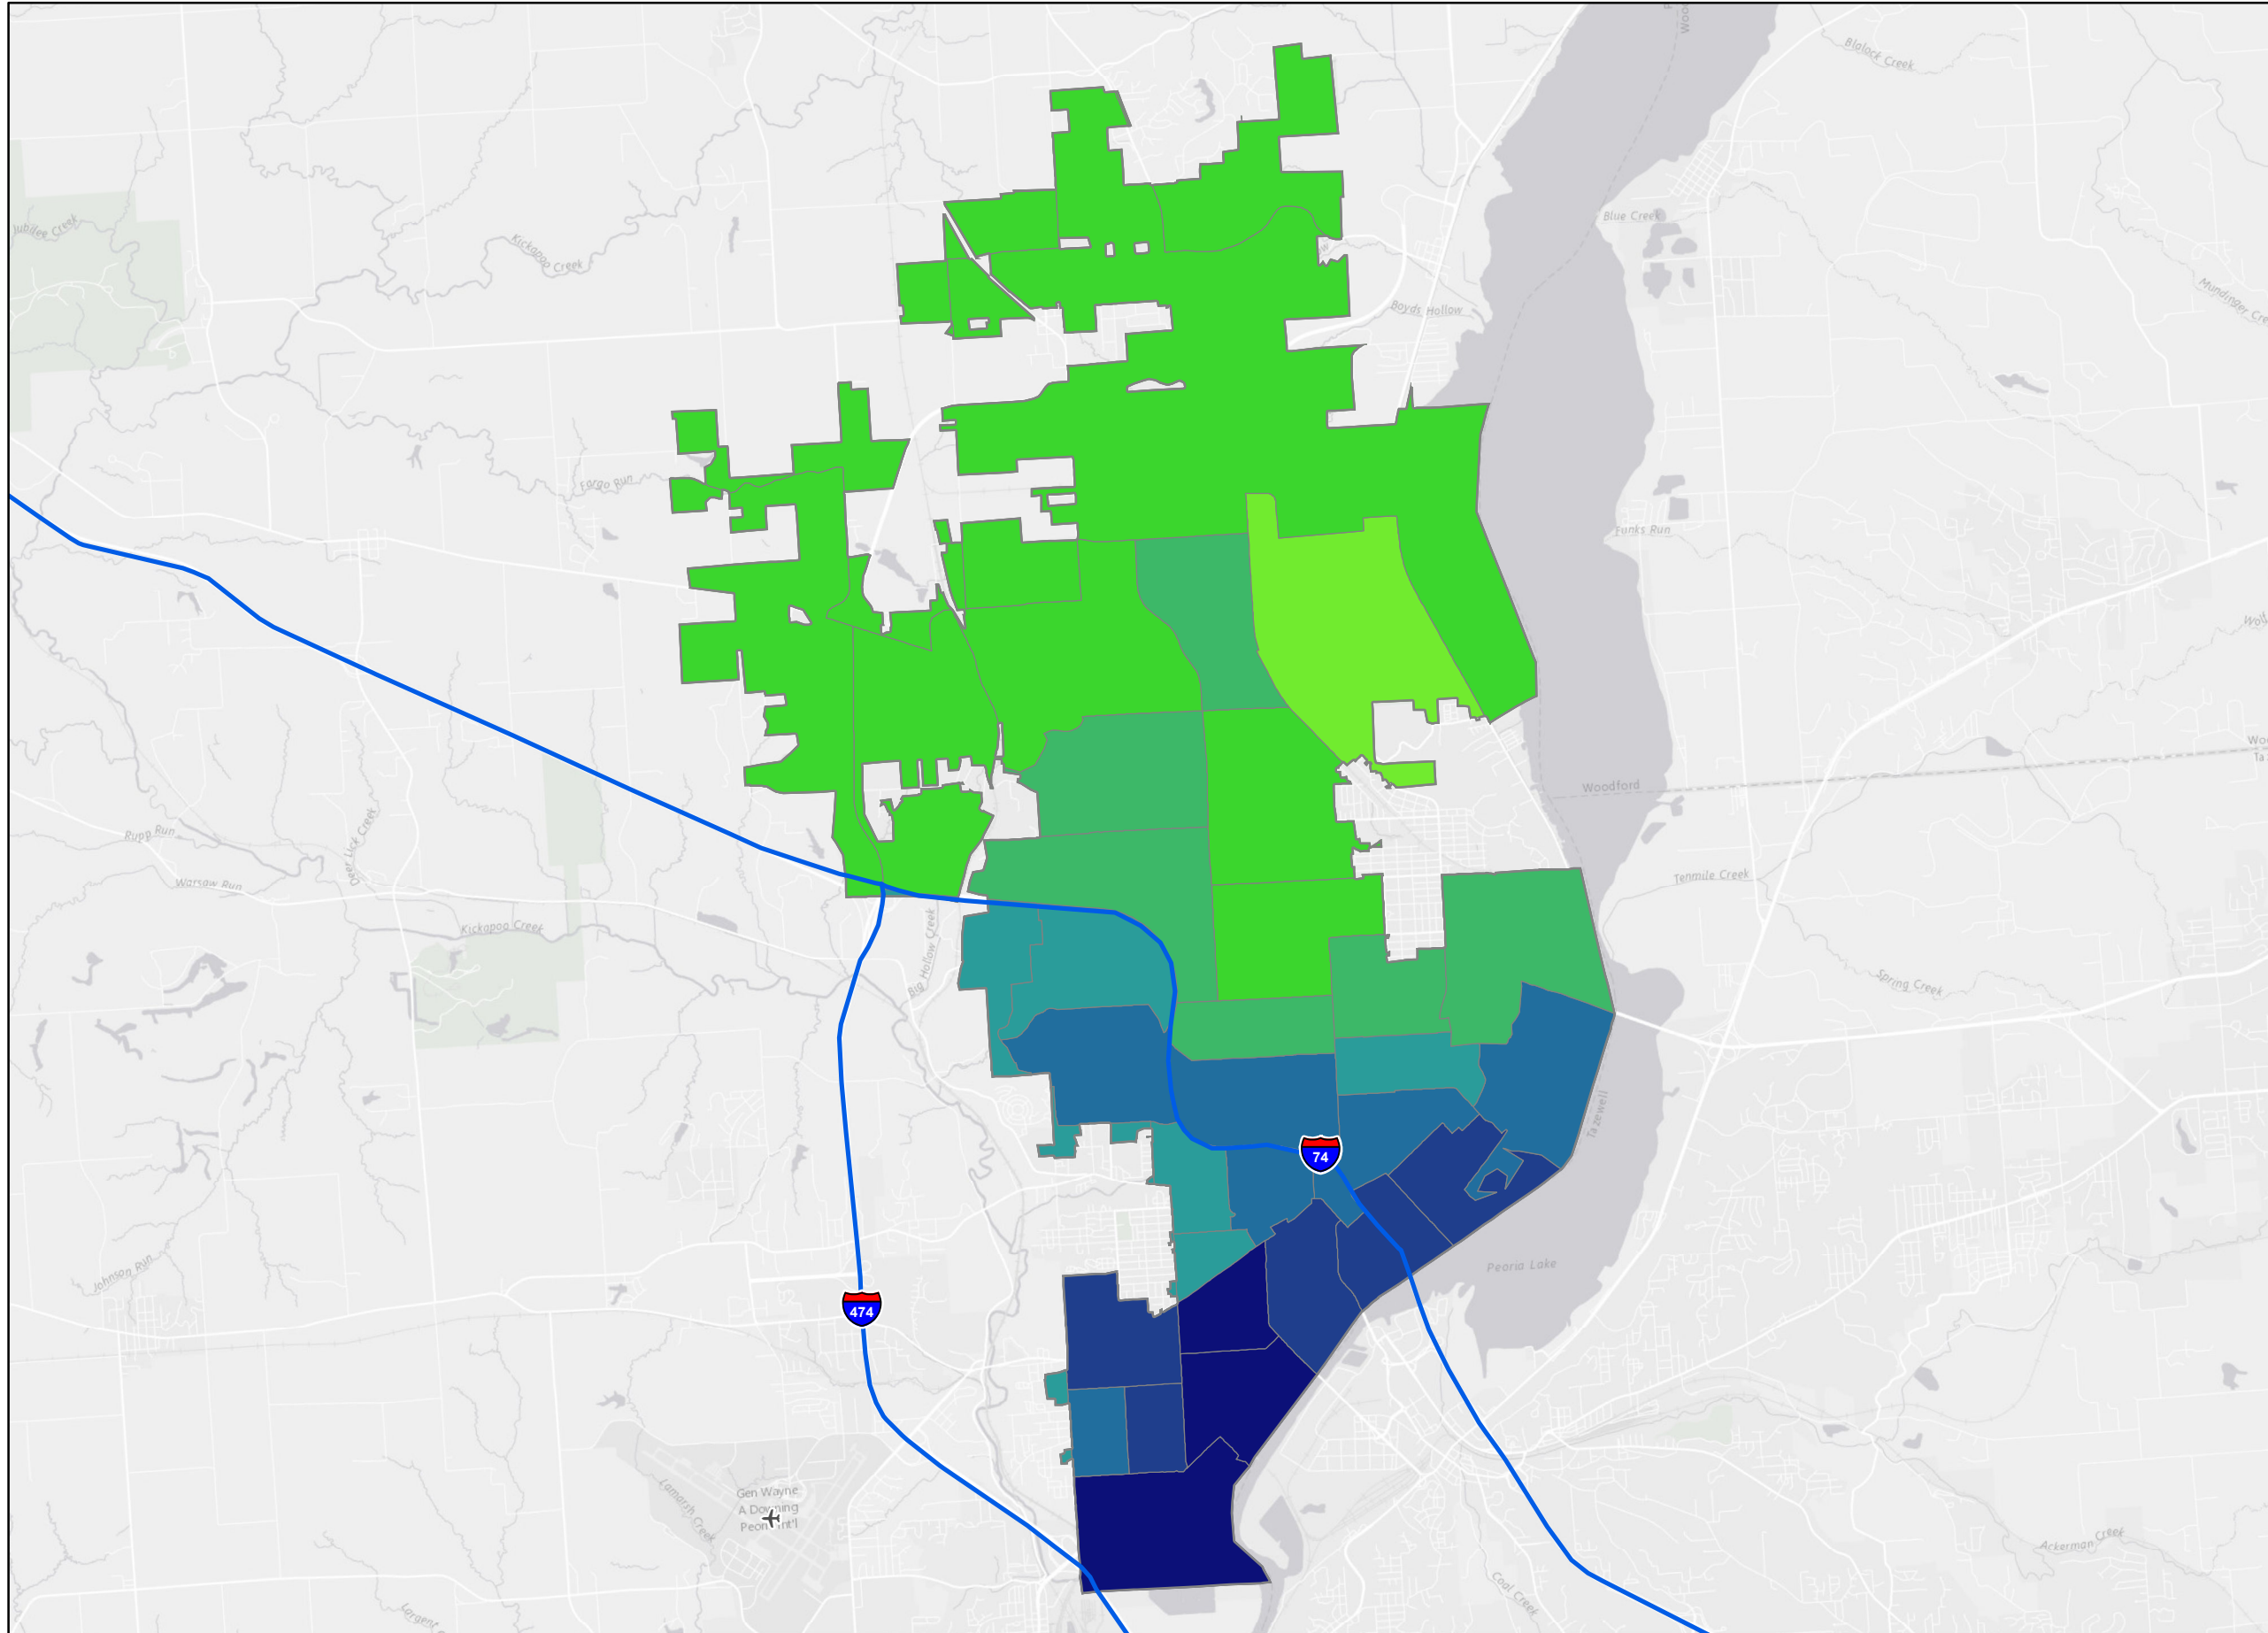 Blalock Creek
Jubilee Creek
Blue Creek
Kickapoo Creek
Boyds Hollow
Fargo Run
Funks Run
Woodford
Rupp Run
Deer Lick Creek
Warsaw Run
Tenmile Creek
Kickapoo Creek
Big Hollow Creek
Spring Creek
Tazewell
74
Johnson Run
Peoria Lake
474
Gen Wayne
A Downing
Lamarsh Creek
Ackerman Creek
Coal Creek
Largent